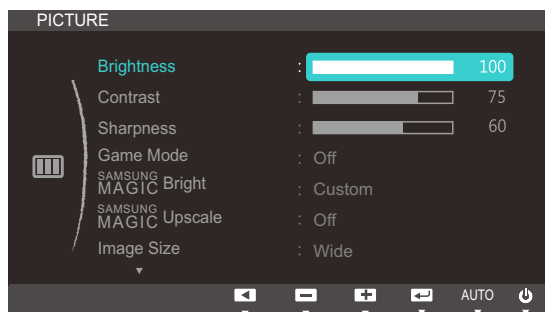 PICTURE
Brightness : 100
Contrast : 75
Sharpness : 60
Game Mode : Off
SAMSUNG MAGIC Bright : Custom
SAMSUNG MAGIC Upscale : Off
Image Size : Wide
AUTO